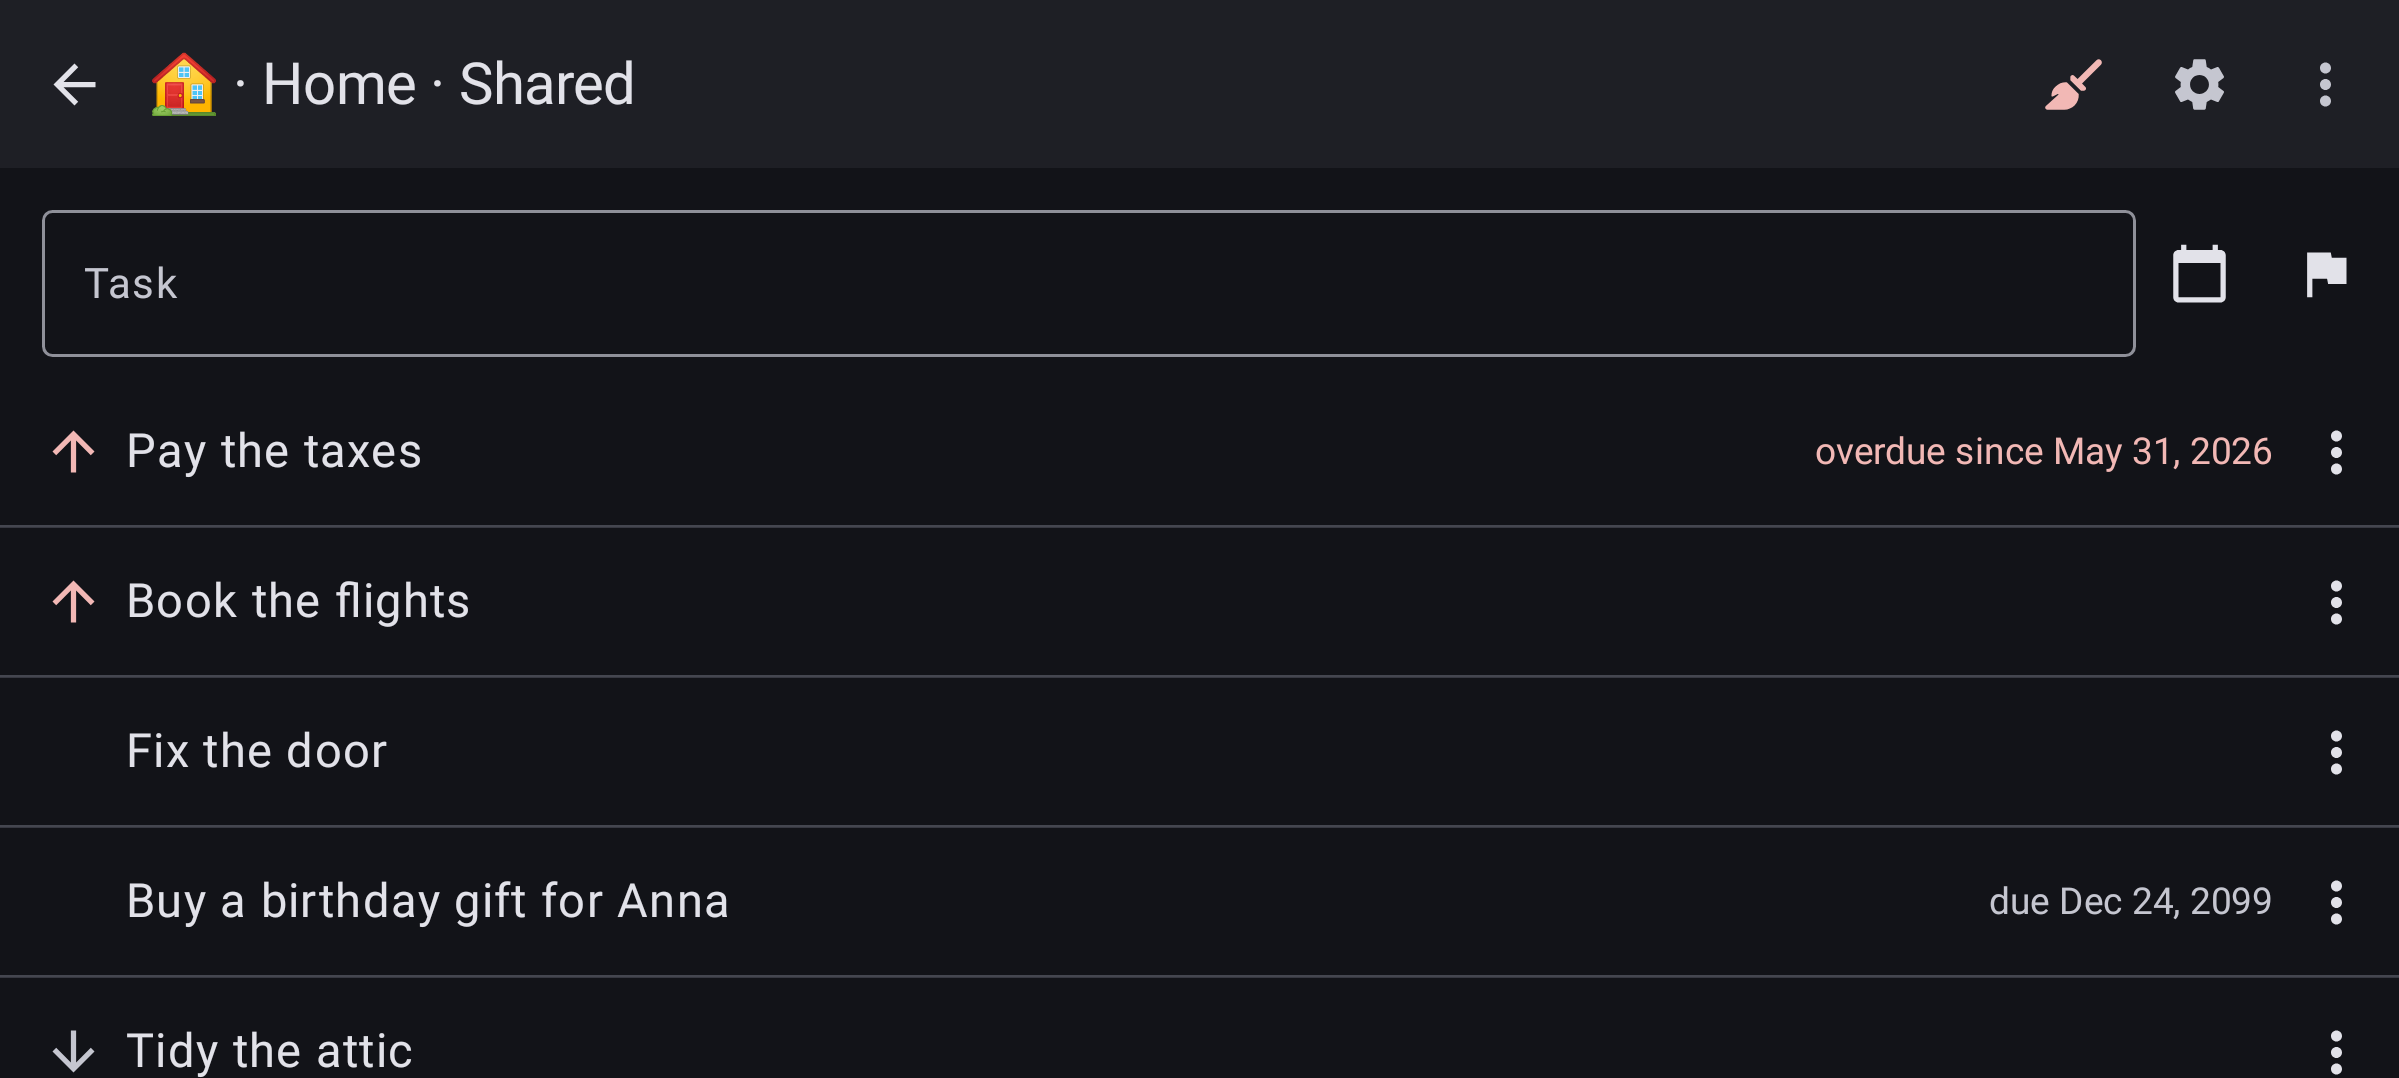 · Home · Shared
Task
Pay the taxes
overdue since May 31, 2026
Book the flights
Fix the door
Buy a birthday gift for Anna
due Dec 24, 2099
Tidy the attic